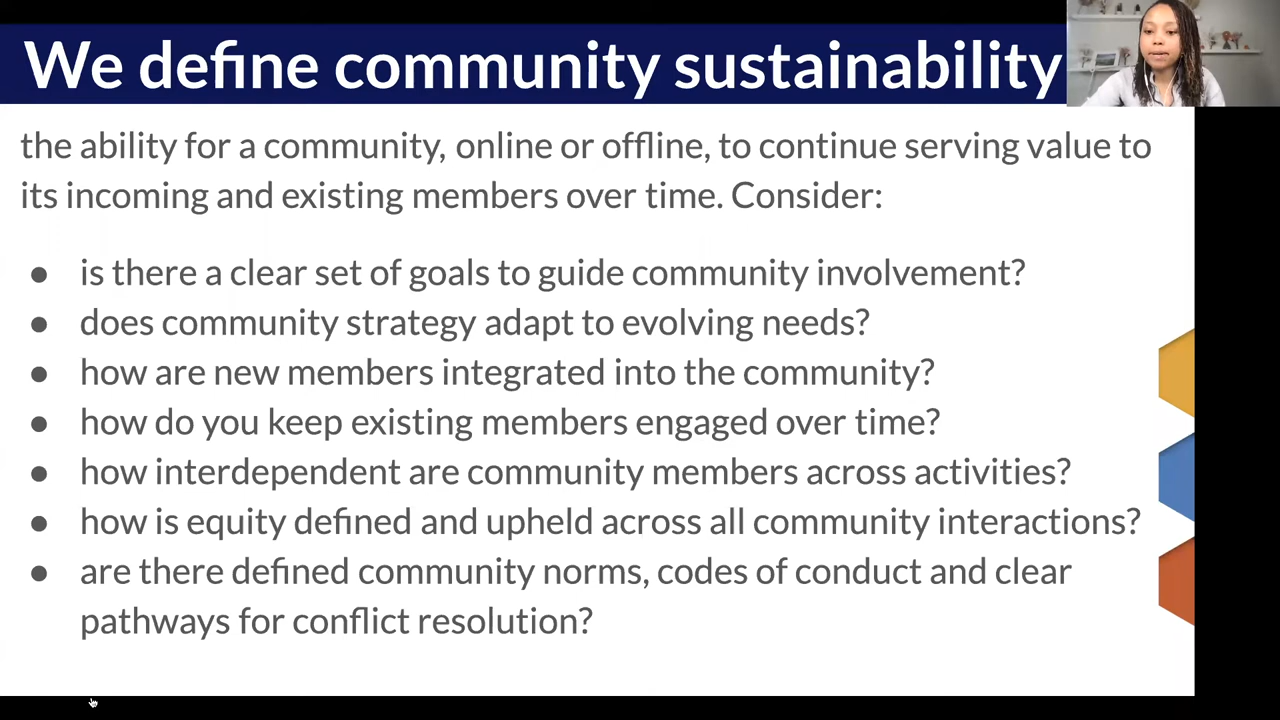 We define community sustainability
the ability for a community, online or offline, to continue serving value to
its incoming and existing members over time. Consider:
● is there a clear set of goals to guide community involvement?
● does community strategy adapt to evolving needs?
● how are new members integrated into the community?
● how do you keep existing members engaged over time?
● how interdependent are community members across activities?
● how is equity defined and upheld across all community interactions?
● are there defined community norms, codes of conduct and clear
pathways for conflict resolution?